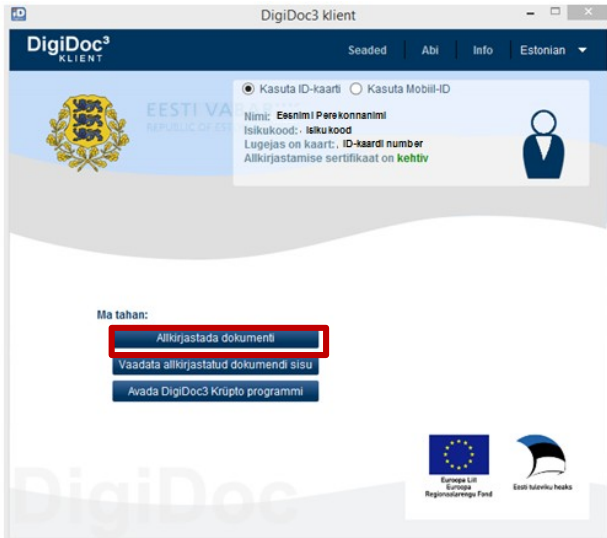 DigiDoc3 klient
DigiDoc³
KLIENT
Seaded
Abi
Info
Estonian
EESTI VABA
REPUBLIC OF EST
Kasuta ID-kaarti
Kasuta Mobiil-ID
Nimi: Eesnimi Perekonnanimi
Isikukood: Isikukood
Lugejas on kaart: ID-kaardi number
Allkirjastamise sertifikaat on kehtiv
Ma tahan:
Allkirjastada dokumenti
Vaadata allkirjastatud dokumendi sisu
Avada DigiDoc3 Krüpto programmi
DigiDoc
Euroopa Liit
Euroopa
Regionaalarengu Fond
Eesti tuleviku heaks